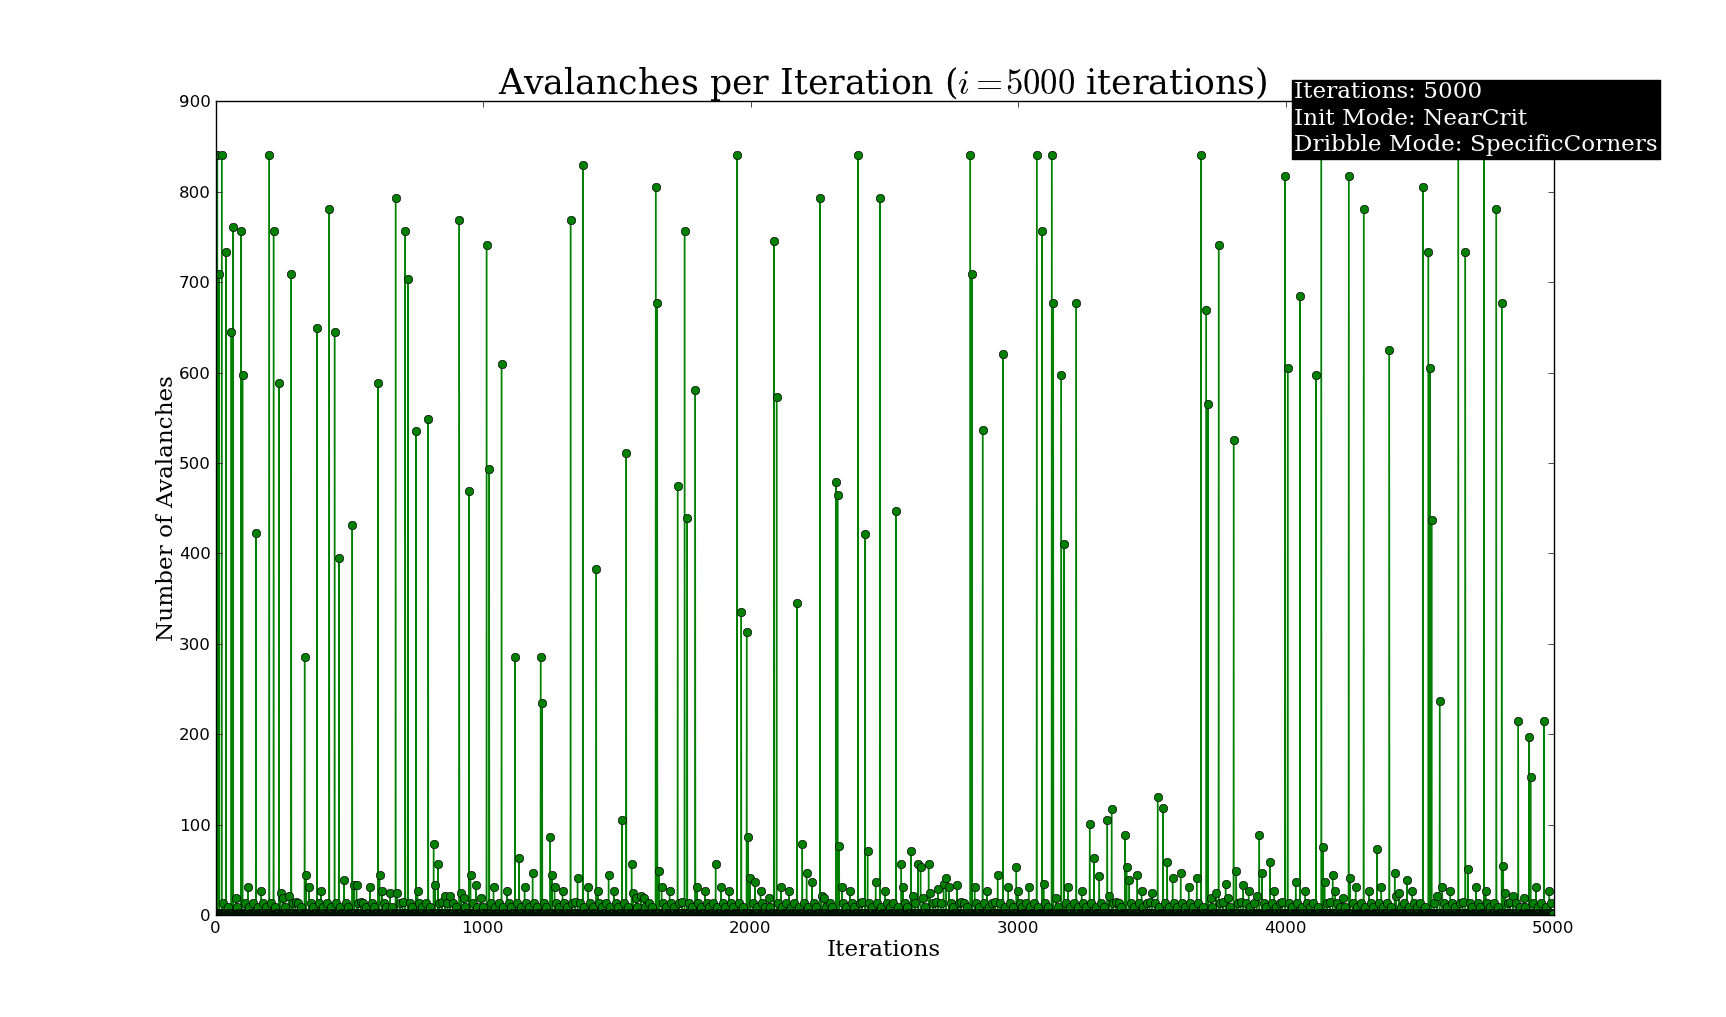 Avalanches per Iteration (i = 5000 iterations)
Iterations: 5000
Init Mode: NearCrit
Dribble Mode: SpecificCorners
900
800
700
600
500
400
300
200
100
0
Number of Avalanches
0 1000 2000 3000 4000 5000
Iterations